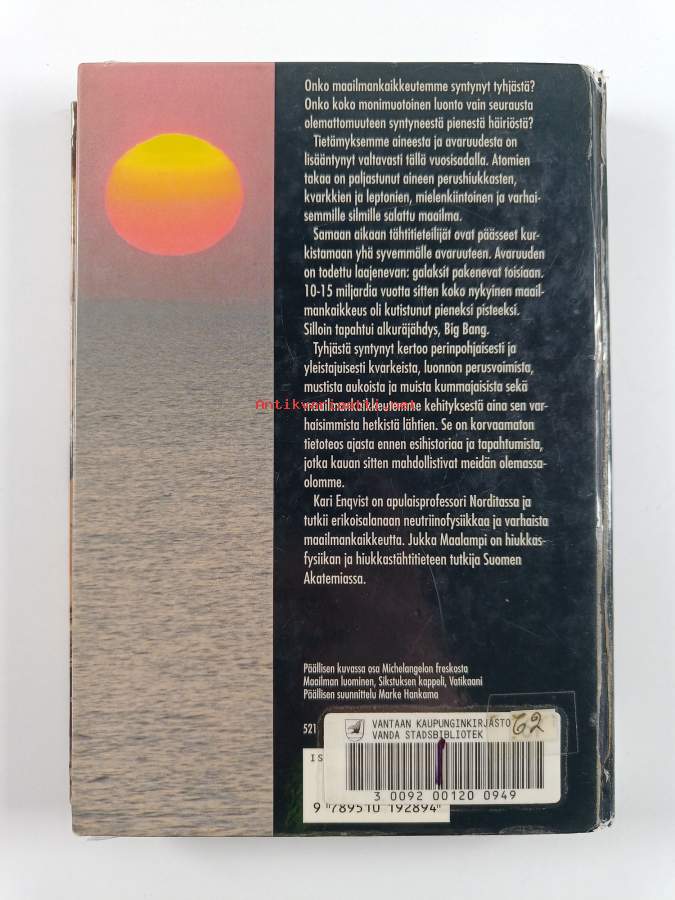 Onko maailmankaikkeutemme syntynyt tyhjästä?
Onko koko monimuotoinen luonto vain seurausta
olemattomuuteen syntyneestä pienestä häiriöstä?
Tietämyksemme aineesta ja avaruudesta on
lisääntynyt valtavasti tällä vuosisadalla. Atomien
takaa on paljastunut aineen perushiukkasten,
kvarkkien ja leptonien, mielenkiintoinen ja varhai-
semmille silmille salattu maailma.
Samaan aikaan tähtitieteilijät ovat päässeet kur-
kistamaan yhä syvemmälle avaruuteen. Avaruuden
on todettu laajenevan: galaksit pakenevat toisiaan.
10-15 miljardia vuotta sitten koko nykyinen maail-
mankaikkeus oli kutistunut pieneksi pisteeksi.
Silloin tapahtui alkuräjähdys, Big Bang.
Tyhjästä syntynyt kertoo perinpohjaisesti ja
yleistajuisesti kvarkeista, luonnon perusvoimista,
mustista aukoista ja muista kummajaisista sekä
Antikvariaatti.net
maailmankaikkeutemme kehityksestä aina sen var-
haisimmista hetkistä lähtien. Se on korvaamaton
tietoteos ajasta ennen esihistoriaa ja tapahtumista,
jotka kauan sitten mahdollistivat meidän olemassa-
olomme.
Kari Enqvist on apulaisprofessori Norditassa ja
tutkii erikoisalanaan neutriinofysiikkaa ja varhaista
maailmankaikkeutta. Jukka Maalampi on hiukkas-
fysiikan ja hiukkastähtitieteen tutkija Suomen
Akatemiassa.
Päällisen kuvassa osa Michelangelon freskosta
Maailman luominen, Sikstuksen kappeli, Vatikaani
Päällisen suunnittelu Marke Hankama
521
VANTAAN KAUPUNGINKIRJASTO
VANDA STADSBIBLIOTEK
62
IS
3 0092 00120 0949
9 789510 192894